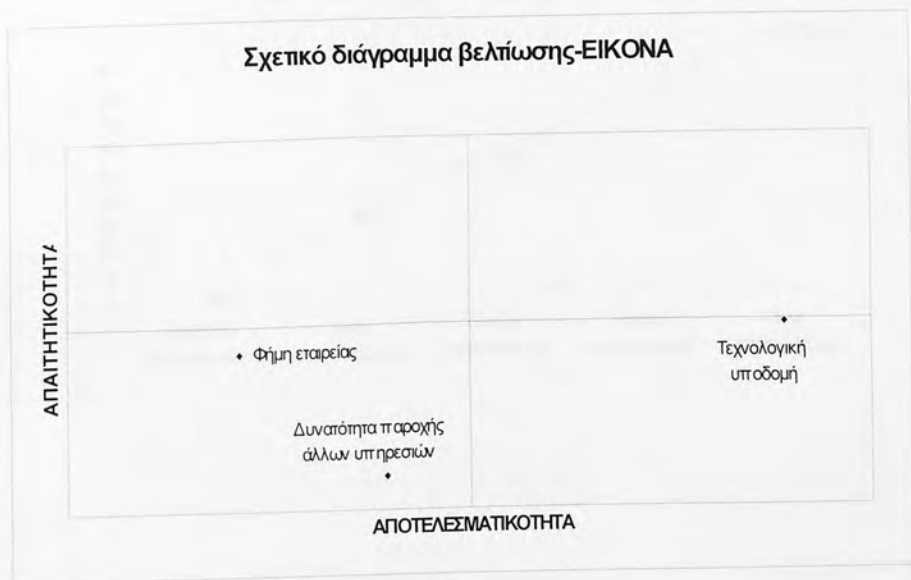 Σχετικό διάγραμμα βελτίωσης-ΕΙΚΟΝΑ
ΑΠΑΙΤΗΤΙΚΟΤΗΤΑ
Φήμη εταιρείας
Τεχνολογική
υποδομή
Δυνατότητα παροχής
άλλων υπηρεσιών
ΑΠΟΤΕΛΕΣΜΑΤΙΚΟΤΗΤΑ